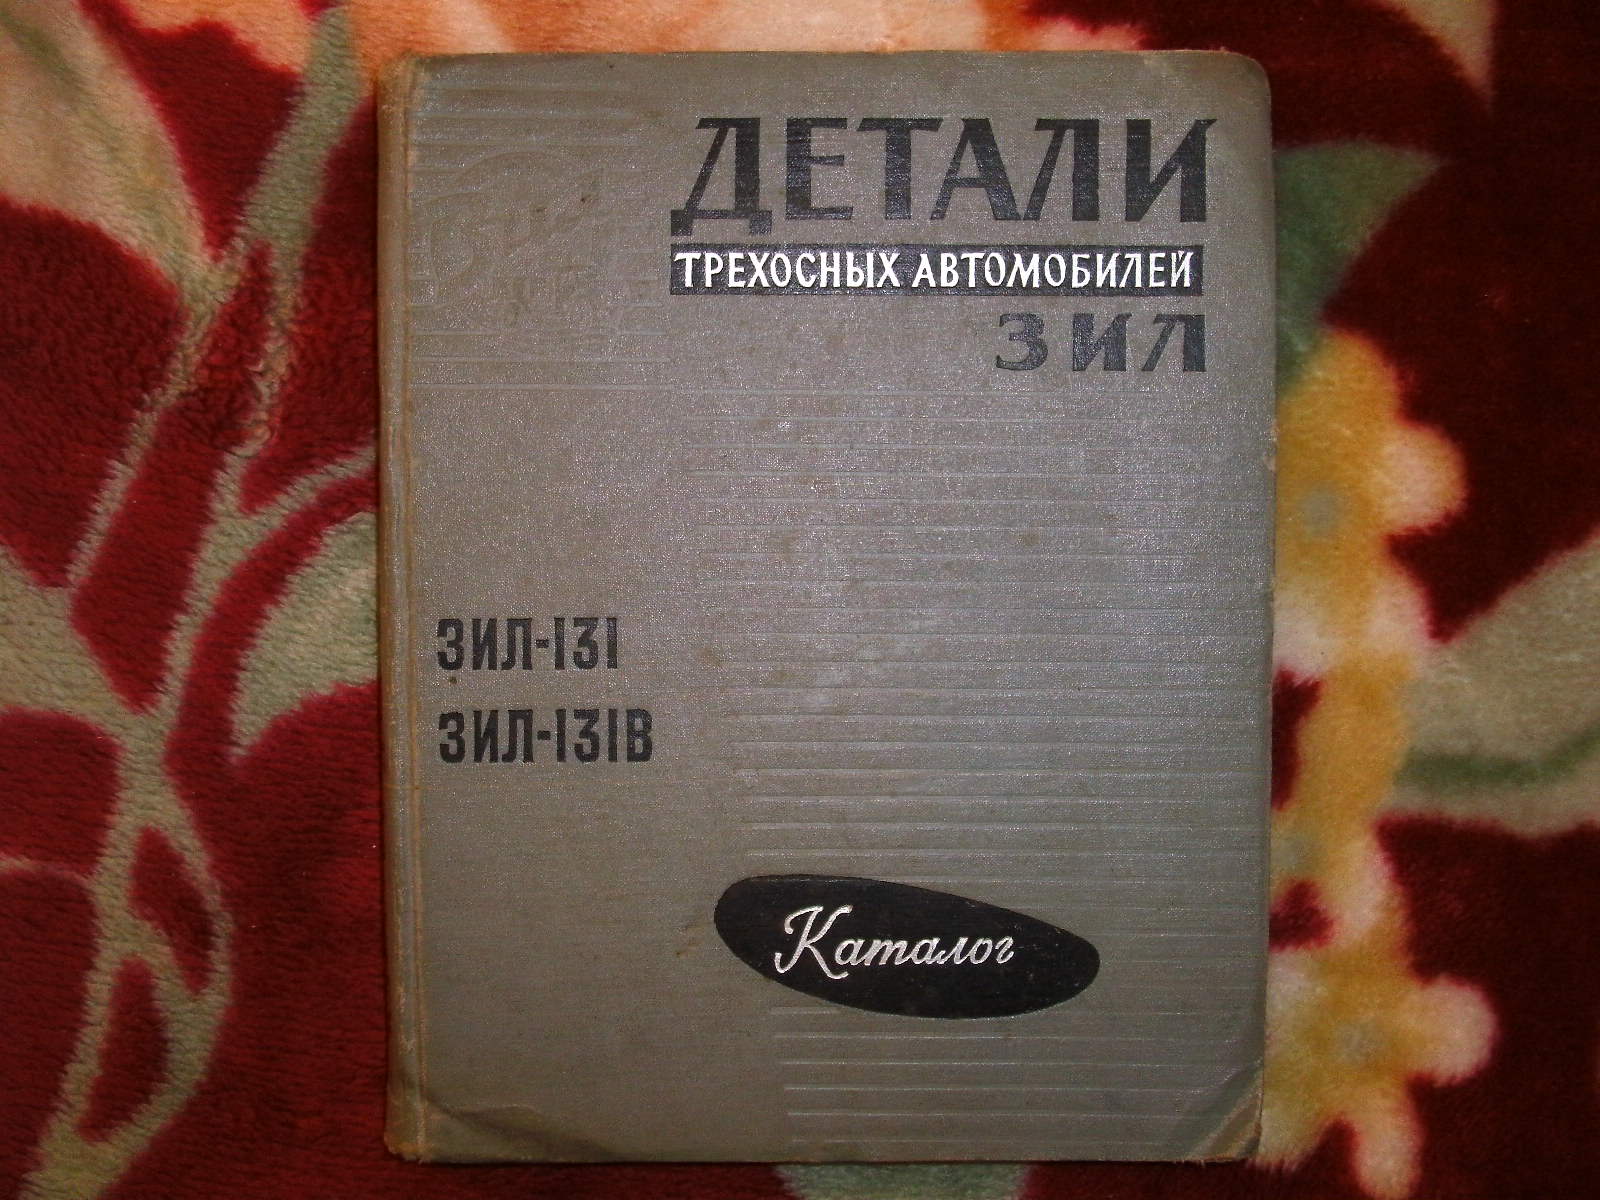 ДЕТАЛИ
ТРЕХОСНЫХ АВТОМОБИЛЕЙ
ЗИЛ
ЗИЛ-131
ЗИЛ-131В
Каталог